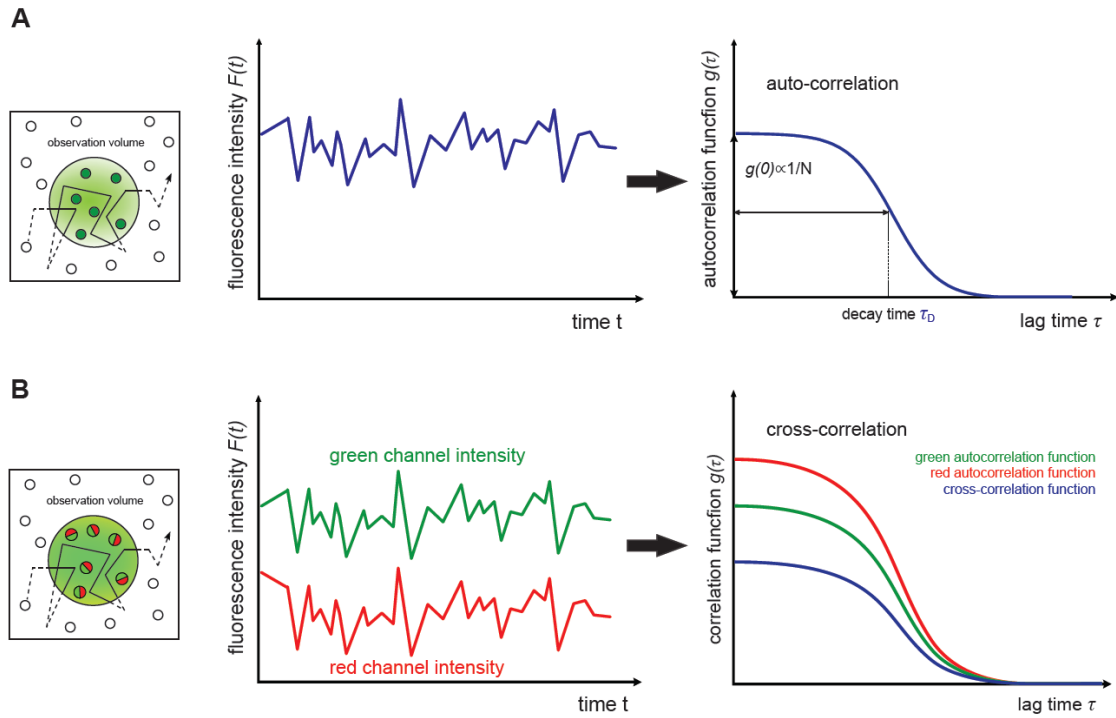 A
observation volume
fluorescence intensity F(t)
time t
autocorrelation function g(τ)
auto-correlation
g(0)∝1/N
decay time τD
lag time τ
B
observation volume
fluorescence intensity F(t)
green channel intensity
red channel intensity
time t
correlation function g(τ)
cross-correlation
green autocorrelation function
red autocorrelation function
cross-correlation function
lag time τ